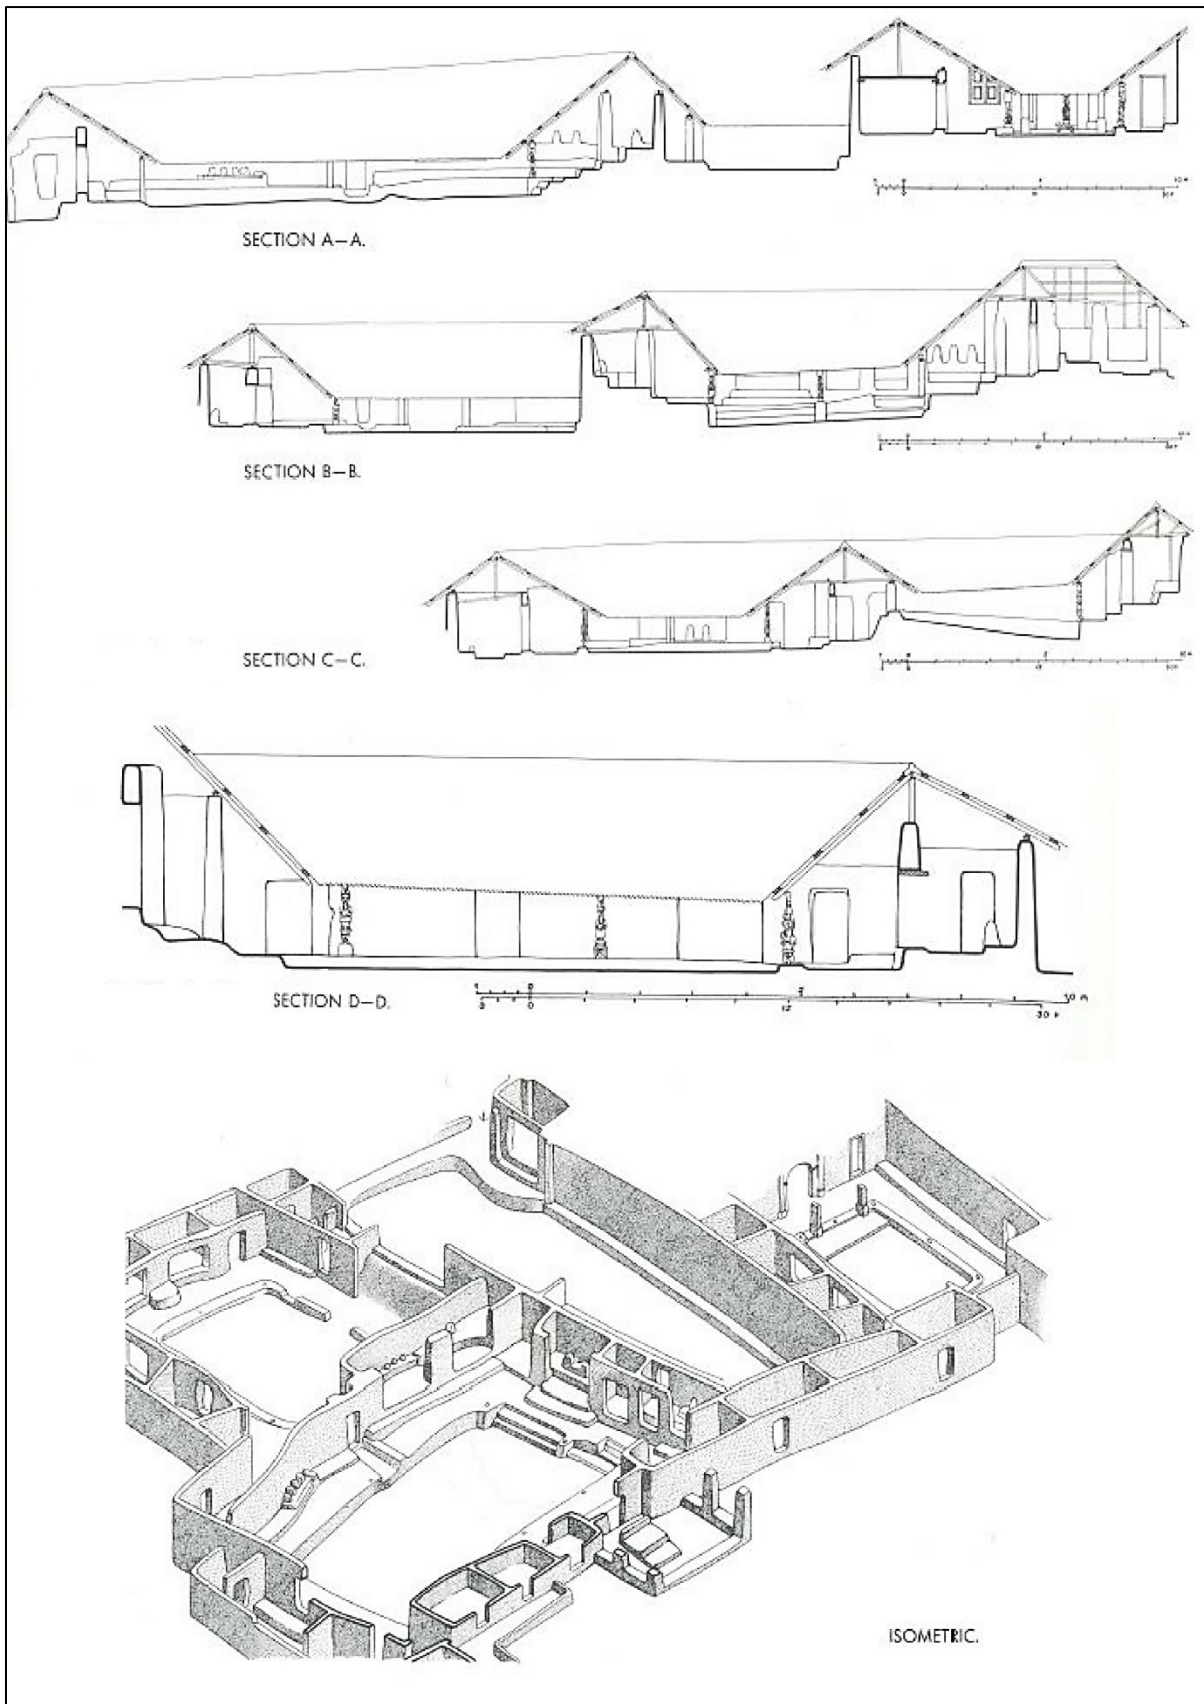 SECTION A—A.
SECTION B—B.
SECTION C—C.
SECTION D—D.
ISOMETRIC.